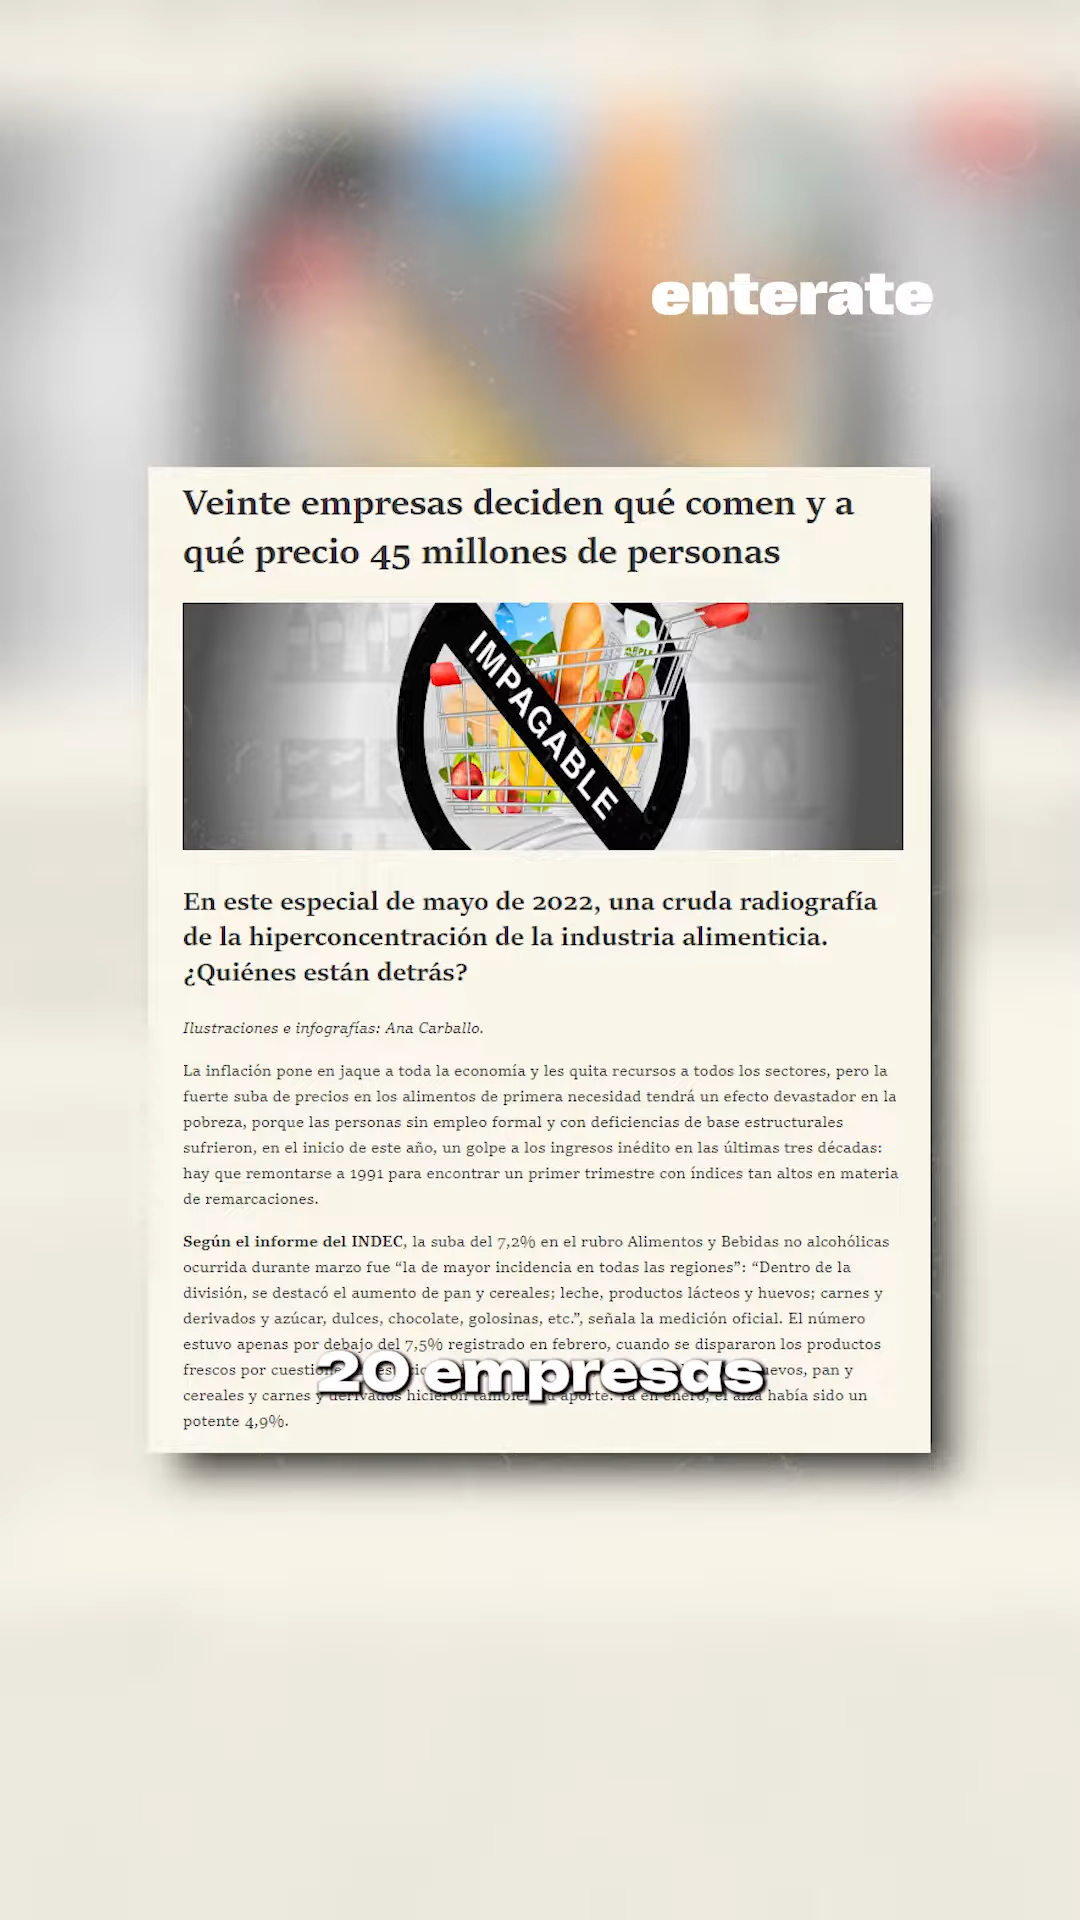 enterate
Veinte empresas deciden qué comen y a
qué precio 45 millones de personas
IMPAGABLE
En este especial de mayo de 2022, una cruda radiografía
de la hiperconcentración de la industria alimenticia.
¿Quiénes están detrás?
Ilustraciones e infografías: Ana Carballo.
La inflación pone en jaque a toda la economía y les quita recursos a todos los sectores, pero la
fuerte suba de precios en los alimentos de primera necesidad tendrá un efecto devastador en la
pobreza, porque las personas sin empleo formal y con deficiencias de base estructurales
sufrieron, en el inicio de este año, un golpe a los ingresos inédito en las últimas tres décadas:
hay que remontarse a 1991 para encontrar un primer trimestre con índices tan altos en materia
de remarcaciones.
Según el informe del INDEC, la suba del 7,2% en el rubro Alimentos y Bebidas no alcohólicas
ocurrida durante marzo fue “la de mayor incidencia en todas las regiones”: “Dentro de la
división, se destacó el aumento de pan y cereales; leche, productos lácteos y huevos; carnes y
derivados y azúcar, dulces, chocolate, golosinas, etc.”, señala la medición oficial. El número
estuvo apenas por debajo del 7,5% registrado en febrero, cuando se dispararon los productos
frescos por huevos, pan y
20 empresas
cereales y carnes y derivados hicieron también su aporte. Ya en enero, el alza había sido un
potente 4,9%.